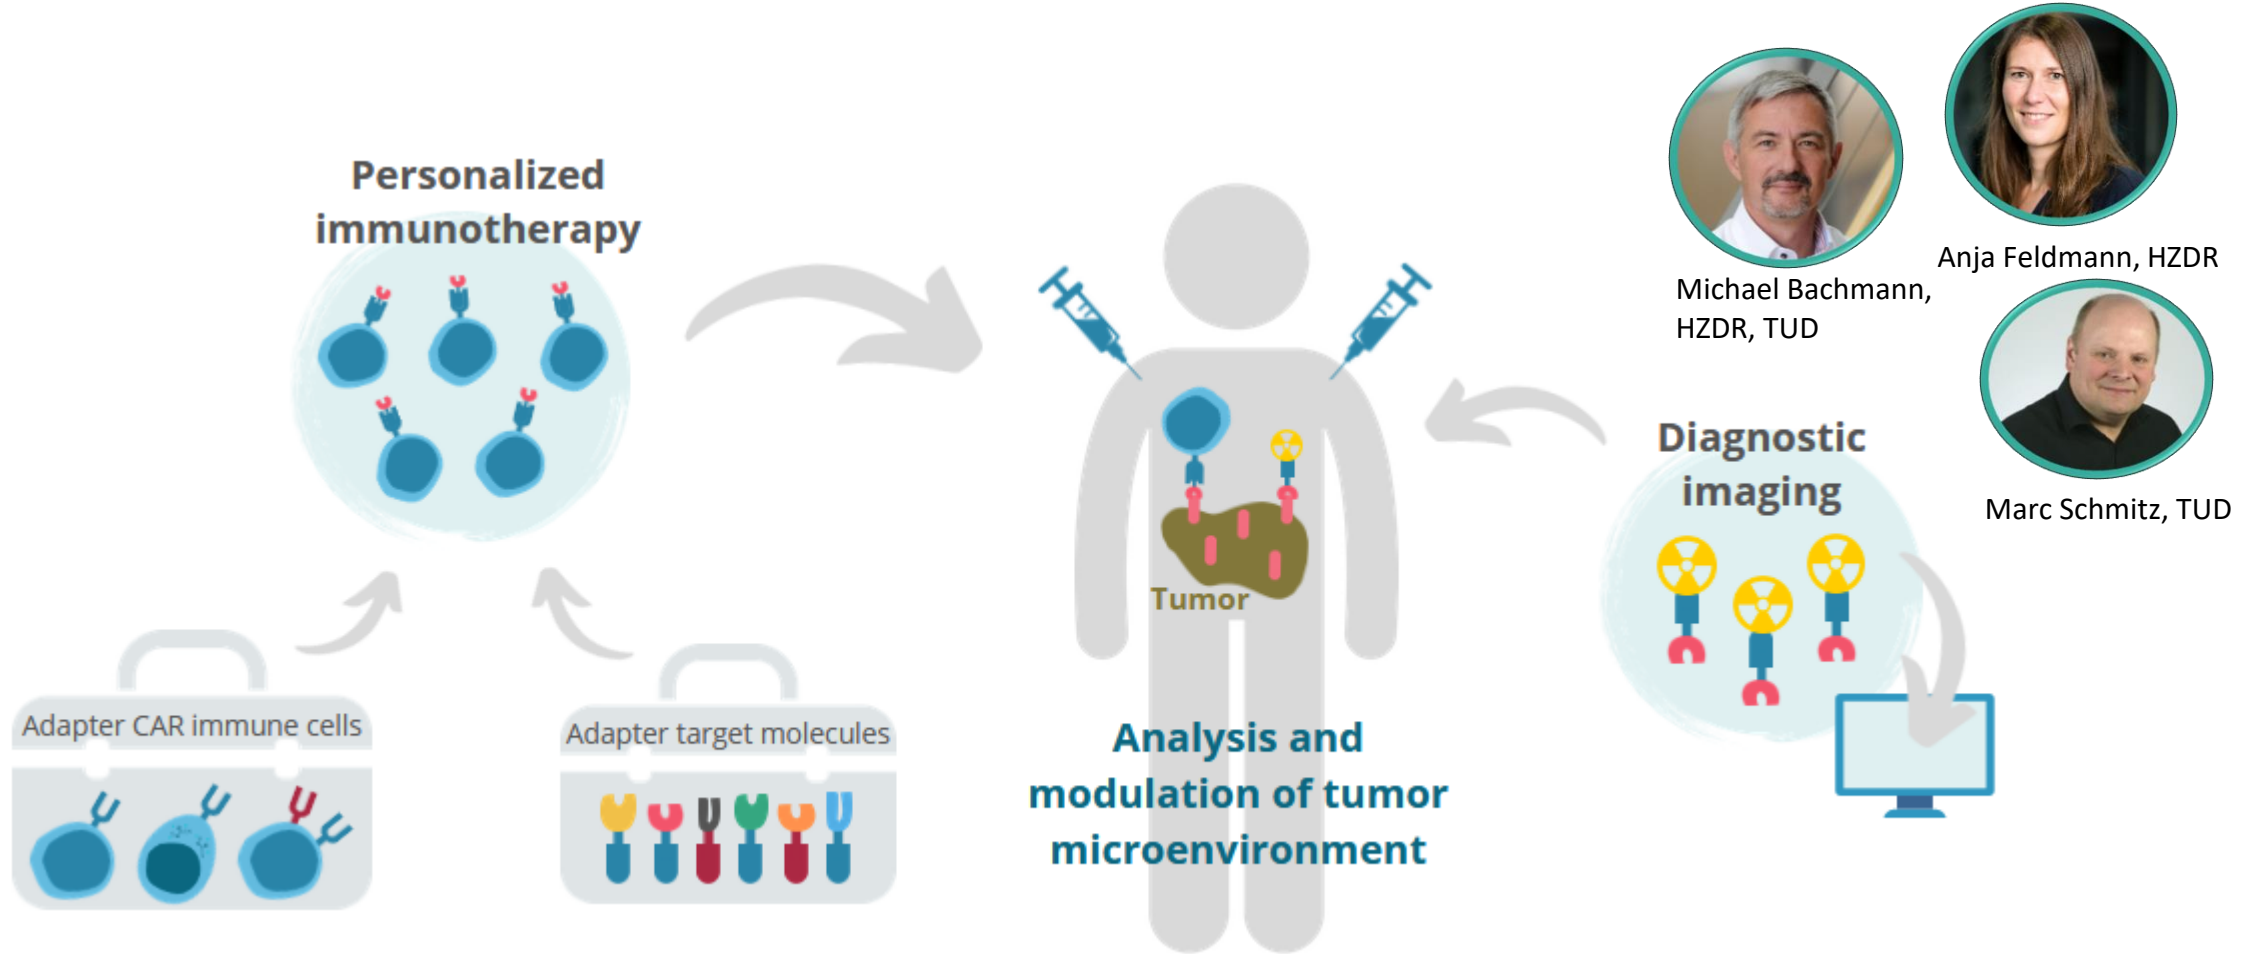 Personalized
immunotherapy
Adapter CAR immune cells
Adapter target molecules
Tumor
Analysis and
modulation of tumor
microenvironment
Michael Bachmann,
HZDR, TUD
Anja Feldmann, HZDR
Marc Schmitz, TUD
Diagnostic
imaging